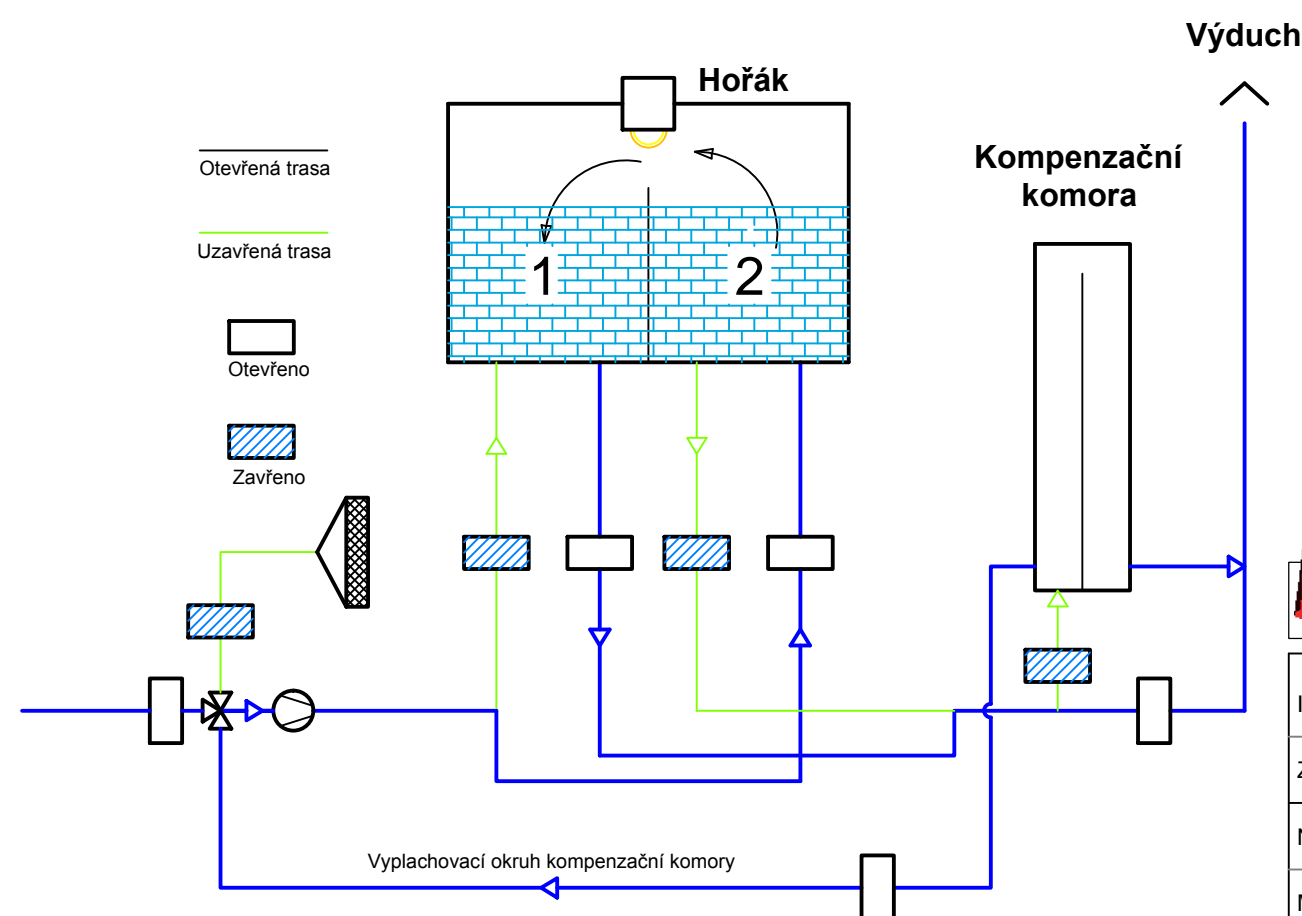 Výduch
Hořák
Kompenzační
komora
Otevřená trasa
Uzavřená trasa
1
2
Otevřeno
Zavřeno
Vyplachovací okruh kompenzační komory